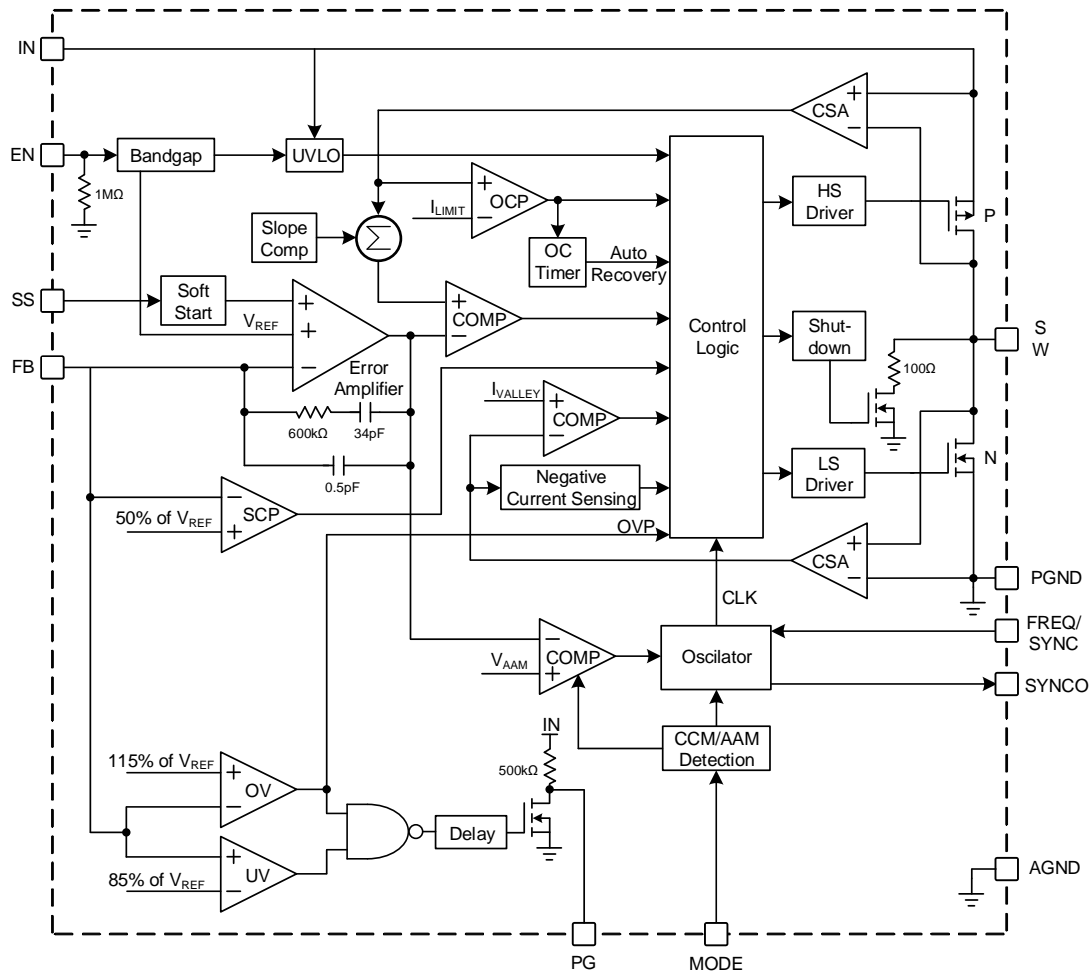 IN
CSA
+
−
EN
Bandgap
UVLO
1MΩ
+
−
OCP
I_LIMIT
HS
Driver
P
Slope
Comp
Σ
OC
Timer
Auto
Recovery
SS
Soft
Start
+
V_REF
+
−
+
−
COMP
Control
Logic
Shut-
down
S
W
FB
Error
Amplifier
100Ω
I_VALLEY
+
−
COMP
600kΩ
34pF
0.5pF
N
LS
Driver
Negative
Current Sensing
−
+
SCP
50% of V_REF
OVP
CSA
+
−
PGND
CLK
FREQ/
SYNC
−
+
COMP
V_AAM
Oscilator
SYNCO
IN
CCM/AAM
Detection
500kΩ
115% of V_REF
+
−
OV
Delay
+
−
UV
85% of V_REF
AGND
PG
MODE